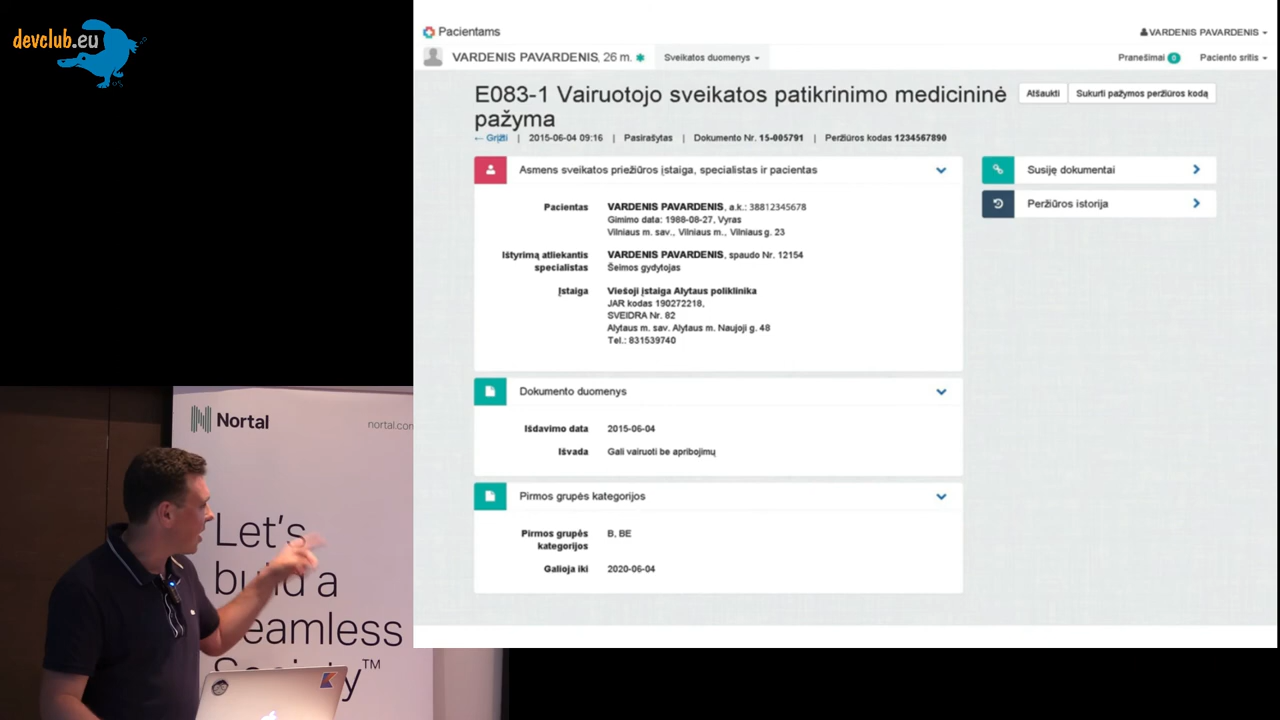 devclub.eu
Pacientams
VARDENIS PAVARDENIS
VARDENIS PAVARDENIS, 26 m.
Sveikatos duomenys
Pranešimai 0
Paciento sritis
E083-1 Vairuotojo sveikatos patikrinimo medicininė
pažyma
Atšaukti
Sukurti pažymos peržiūros kodą
← Grįžti | 2015-06-04 09:16 | Pasirašytas | Dokumento Nr. 15-005791 | Peržiūros kodas 1234567890
Asmens sveikatos priežiūros įstaiga, specialistas ir pacientas
Pacientas
VARDENIS PAVARDENIS, a.k.: 38812345678
Gimimo data: 1988-08-27, Vyras
Vilniaus m. sav., Vilniaus m., Vilniaus g. 23
Ištyrimą atliekantis
specialistas
VARDENIS PAVARDENIS, spaudo Nr. 12154
Šeimos gydytojas
Įstaiga
Viešoji įstaiga Alytaus poliklinika
JAR kodas 190272218,
SVEIDRA Nr. 82
Alytaus m. sav. Alytaus m. Naujoji g. 48
Tel.: 831539740
Dokumento duomenys
Išdavimo data 2015-06-04
Išvada Gali vairuoti be apribojimų
Pirmos grupės kategorijos
Pirmos grupės
kategorijos
B, BE
Galioja iki 2020-06-04
Susiję dokumentai
Peržiūros istorija
Nortal
nortal.com
Let's
build a
Seamless
Society™